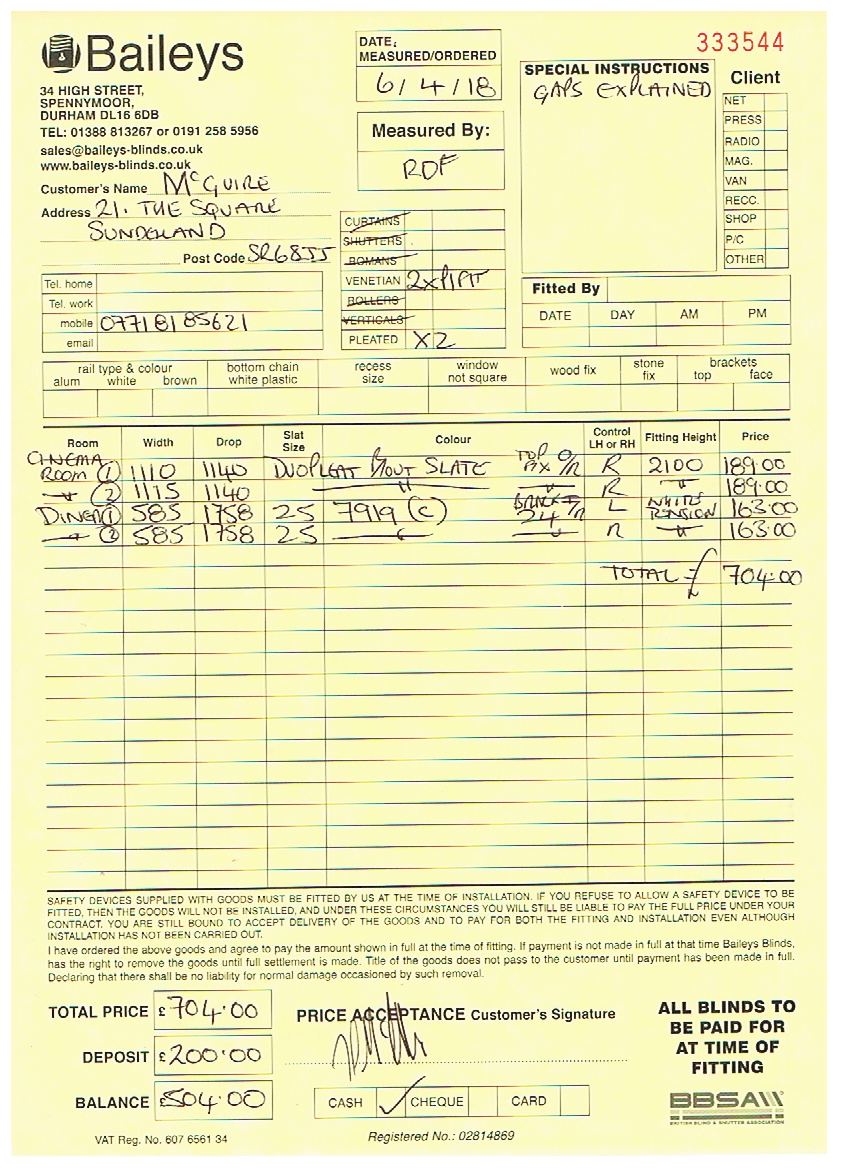 Baileys
34 HIGH STREET,
SPENNYMOOR,
DURHAM DL16 6DB
TEL: 01388 813267 or 0191 258 5956
sales@baileys-blinds.co.uk
www.baileys-blinds.co.uk
Customer's Name McGUIRE
Address 21. THE SQUARE
SUNDERLAND
Post Code SR68JJ
Tel. home
Tel. work
mobile 07718185621
email
DATE:
MEASURED/ORDERED
6/4/18
Measured By:
RDF
CURTAINS
SHUTTERS
ROMANS
VENETIAN 2x
ROLLERS
VERTICALS
PLEATED X2
333544
SPECIAL INSTRUCTIONS
GAPS EXPLAINED
Client
NET
PRESS
RADIO
MAG.
VAN
RECC.
SHOP
P/C
OTHER
Fitted By
DATE DAY AM PM
rail type & colour bottom chain recess window wood fix stone brackets
alum white brown white plastic size not square fix top face
Room Width Drop Slat Size Colour Control LH or RH Fitting Height Price
CINEMA
ROOM (1) 1110 1140 DUOPLEAT B/OUT SLATE TOP FIX O/R R 2100 189.00
" (2) 1115 1140 " " R " 189.00
DINER (1) 585 1758 25 7919 (C) 24 L TENSION 163.00
" (2) 585 1758 25 " " R " 163.00
TOTAL £ 704.00
SAFETY DEVICES SUPPLIED WITH GOODS MUST BE FITTED BY US AT THE TIME OF INSTALLATION. IF YOU REFUSE TO ALLOW A SAFETY DEVICE TO BE
FITTED, THEN THE GOODS WILL NOT BE INSTALLED, AND UNDER THESE CIRCUMSTANCES YOU WILL STILL BE LIABLE TO PAY THE FULL PRICE UNDER YOUR
CONTRACT. YOU ARE STILL BOUND TO ACCEPT DELIVERY OF THE GOODS AND TO PAY FOR BOTH THE FITTING AND INSTALLATION EVEN ALTHOUGH
INSTALLATION HAS NOT BEEN CARRIED OUT.
I have ordered the above goods and agree to pay the amount shown in full at the time of fitting. If payment is not made in full at that time Baileys Blinds,
has the right to remove the goods until full settlement is made. Title of the goods does not pass to the customer until payment has been made in full.
Declaring that there shall be no liability for normal damage occasioned by such removal.
TOTAL PRICE £704.00
DEPOSIT £200.00
BALANCE £504.00
PRICE ACCEPTANCE Customer's Signature
CASH ✓ CHEQUE CARD
ALL BLINDS TO
BE PAID FOR
AT TIME OF
FITTING
BBSA
BRITISH BLIND & SHUTTER ASSOCIATION
VAT Reg. No. 607 6561 34
Registered No.: 02814869